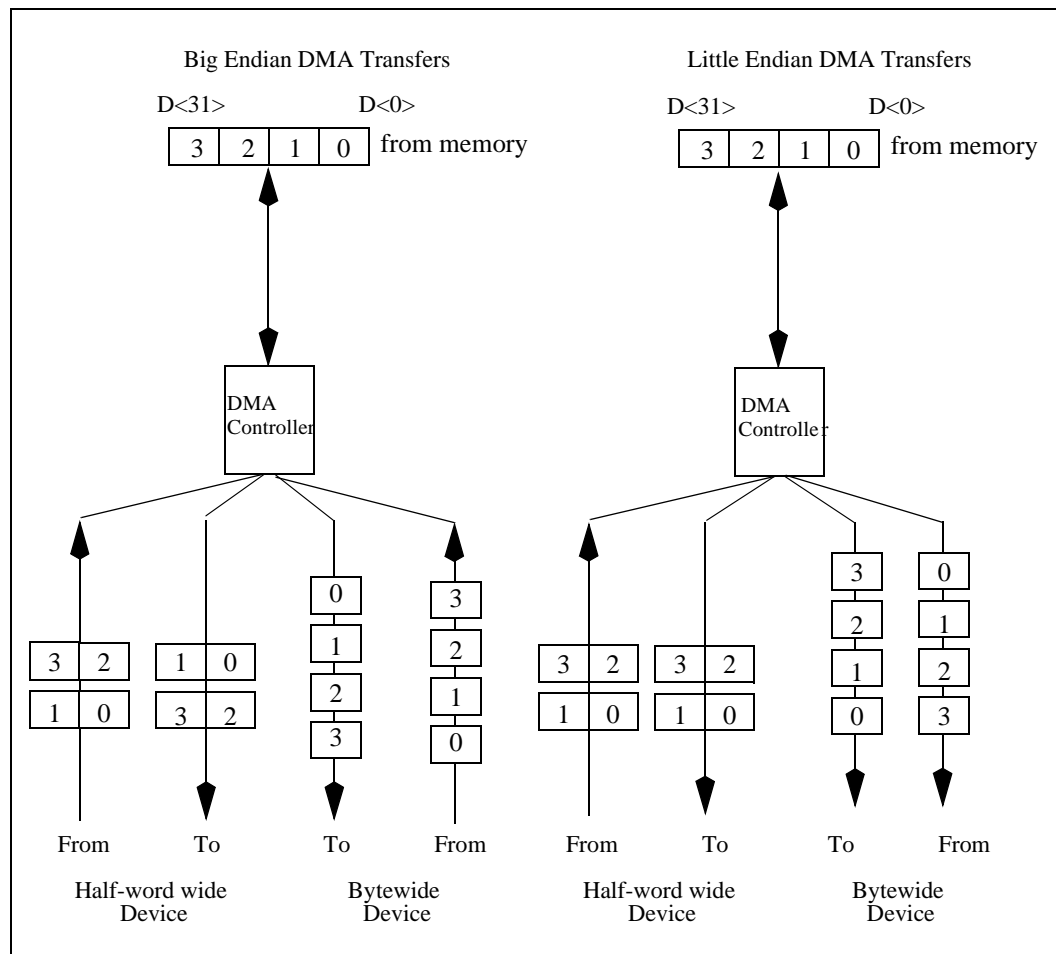 Big Endian DMA Transfers
D<31> D<0>
3 2 1 0 from memory
DMA
Controller
3 2
1 0
1 0
3 2
0
1
2
3
3
2
1
0
From To To From
Half-word wide
Device
Bytewide
Device
Little Endian DMA Transfers
D<31> D<0>
3 2 1 0 from memory
DMA
Controller
3 2
1 0
3 2
1 0
3
2
1
0
0
1
2
3
From To To From
Half-word wide
Device
Bytewide
Device